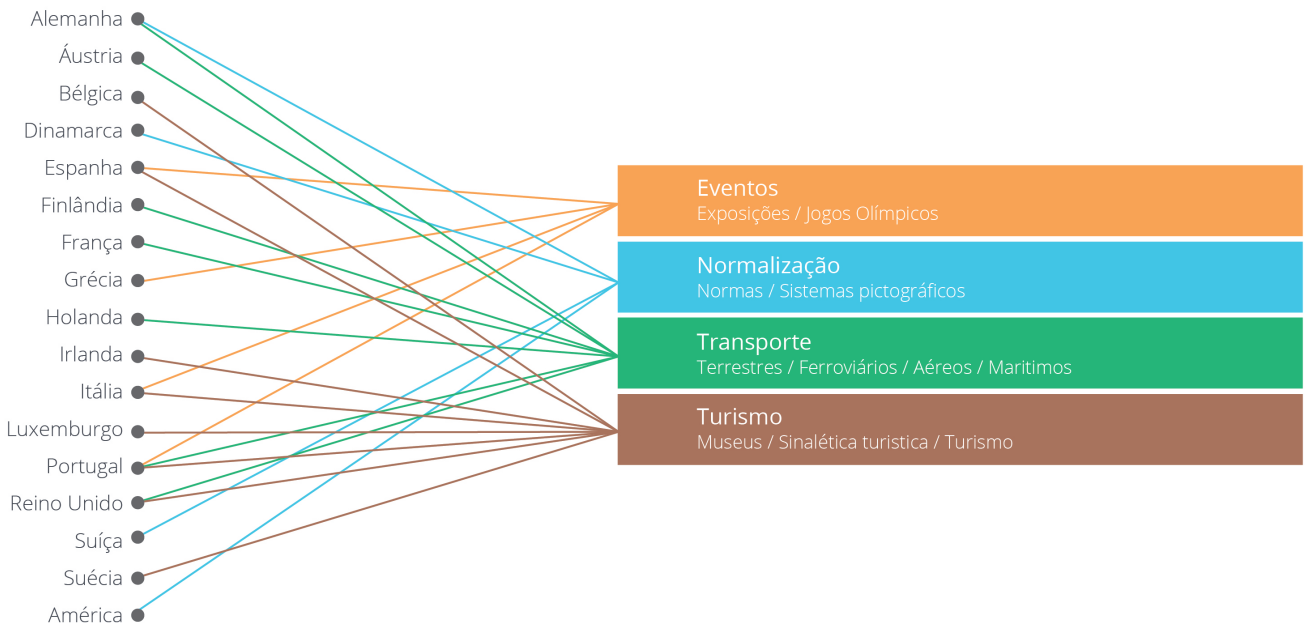 Alemanha
Áustria
Bélgica
Dinamarca
Espanha
Finlândia
França
Grécia
Holanda
Irlanda
Itália
Luxemburgo
Portugal
Reino Unido
Suíça
Suécia
América
Eventos
Exposições / Jogos Olímpicos
Normalização
Normas / Sistemas pictográficos
Transporte
Terrestres / Ferroviários / Aéreos / Maritimos
Turismo
Museus / Sinalética turistica / Turismo